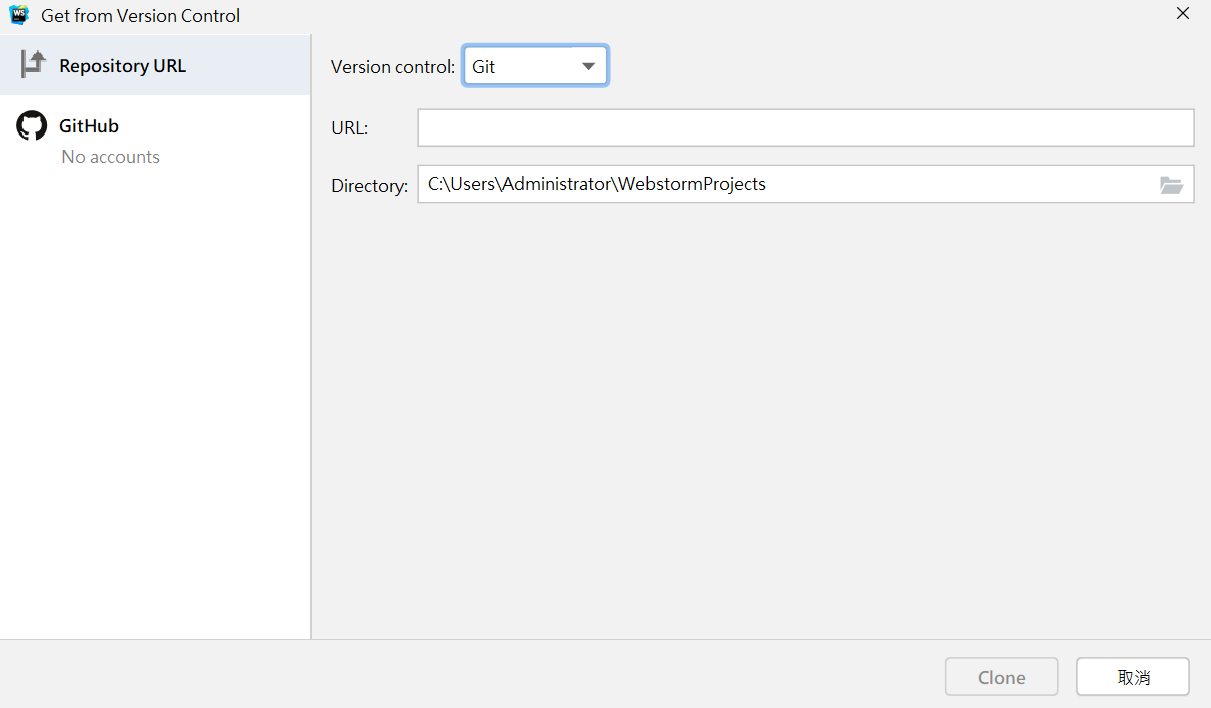 WS
Get from Version Control
Repository URL
GitHub
No accounts
Version control: Git
URL:
Directory: C:\Users\Administrator\WebstormProjects
Clone
取消